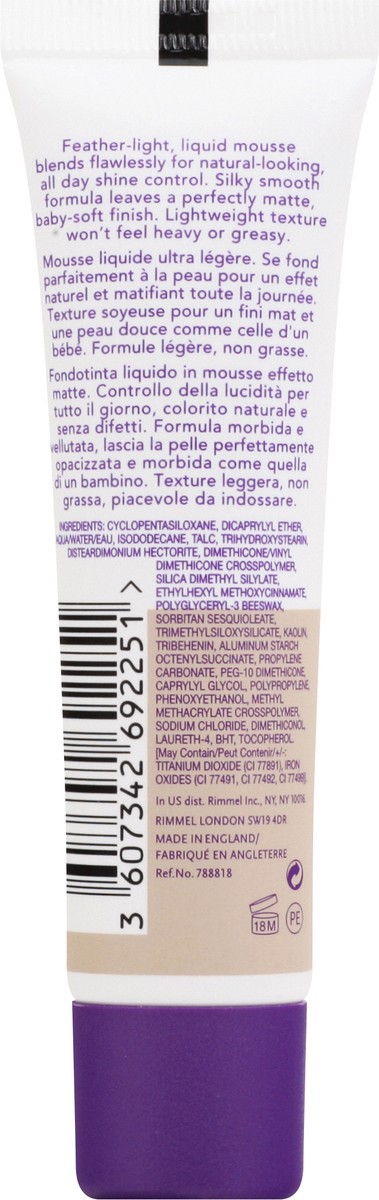 Feather-light, liquid mousse
blends flawlessly for natural-looking,
all day shine control. Silky smooth
formula leaves a perfectly matte,
baby-soft finish. Lightweight texture
won't feel heavy or greasy.
Mousse liquide ultra légère. Se fond
parfaitement à la peau pour un effet
naturel et matifiant toute la journée.
Texture soyeuse pour un fini mat et
une peau douce comme celle d'un
bébé. Formule légère, non grasse.
Fondotinta liquido in mousse effetto
matte. Controllo della lucidità per
tutto il giorno, colorito naturale e
senza difetti. Formula morbida e
vellutata, lascia la pelle perfettamente
opacizzata e morbida come quella
di un bambino. Texture leggera, non
grassa, piacevole da indossare.
INGREDIENTS: CYCLOPENTASILOXANE, DICAPRYLYL ETHER,
AQUA/WATER/EAU, ISODODECANE, TALC, TRIHYDROXYSTEARIN,
DISTEARDIMONIUM HECTORITE, DIMETHICONE/VINYL
DIMETHICONE CROSSPOLYMER,
SILICA DIMETHYL SILYLATE,
ETHYLHEXYL METHOXYCINNAMATE,
POLYGLYCERYL-3 BEESWAX,
SORBITAN SESQUIOLEATE,
TRIMETHYLSILOXYSILICATE, KAOLIN,
TRIBEHENIN, ALUMINUM STARCH
OCTENYLSUCCINATE, PROPYLENE
CARBONATE, PEG-10 DIMETHICONE,
CAPRYLYL GLYCOL, POLYPROPYLENE,
PHENOXYETHANOL, METHYL
METHACRYLATE CROSSPOLYMER,
SODIUM CHLORIDE, DIMETHICONOL,
LAURETH-4, BHT, TOCOPHEROL.
[May Contain/Peut Contenir/+/-:
TITANIUM DIOXIDE (CI 77891), IRON
OXIDES (CI 77491, CI 77492, CI 77499)].
In US dist. Rimmel Inc., NY, NY 10016.
RIMMEL LONDON SW19 4DR
MADE IN ENGLAND/
FABRIQUÉ EN ANGLETERRE
Ref.No. 788818
18M
PE
3 607342 692251 >